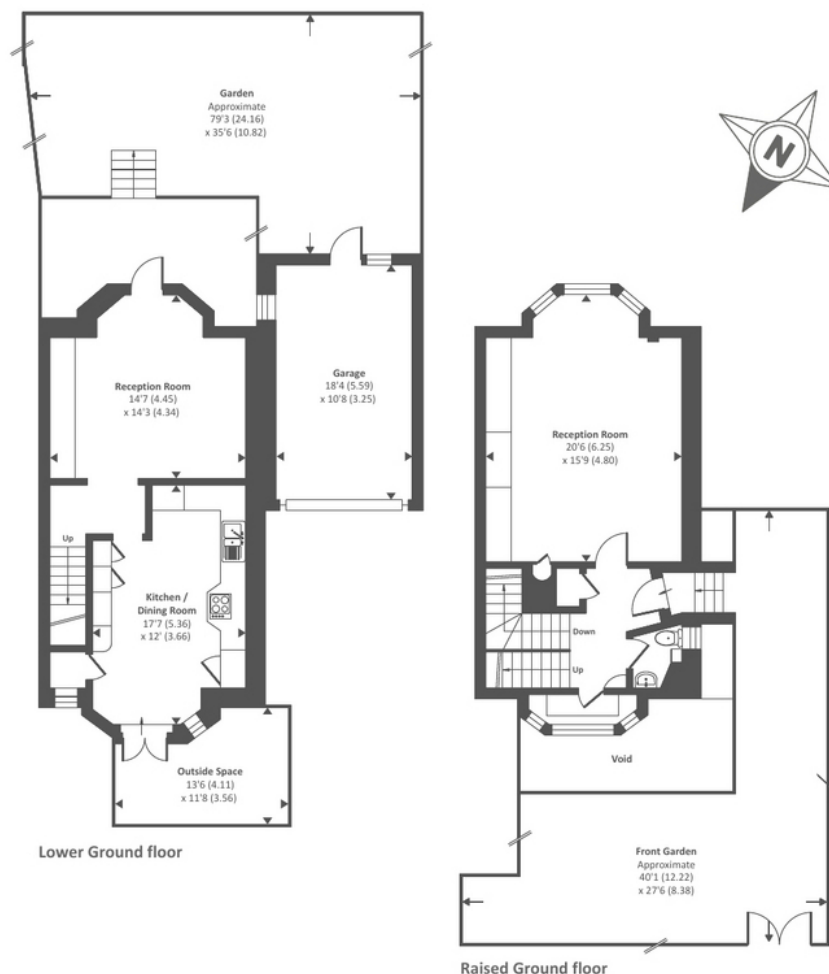 Garden
Approximate
79'3 (24.16)
x 35'6 (10.82)
N
Reception Room
14'7 (4.45)
x 14'3 (4.34)
Garage
18'4 (5.59)
x 10'8 (3.25)
Up
Kitchen /
Dining Room
17'7 (5.36)
x 12' (3.66)
Outside Space
13'6 (4.11)
x 11'8 (3.56)
Lower Ground floor
Reception Room
20'6 (6.25)
x 15'9 (4.80)
Down
Up
Void
Front Garden
Approximate
40'1 (12.22)
x 27'6 (8.38)
Raised Ground floor